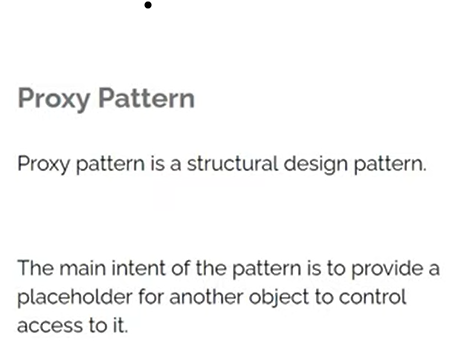 Proxy Pattern
Proxy pattern is a structural design pattern.
The main intent of the pattern is to provide a
placeholder for another object to control
access to it.